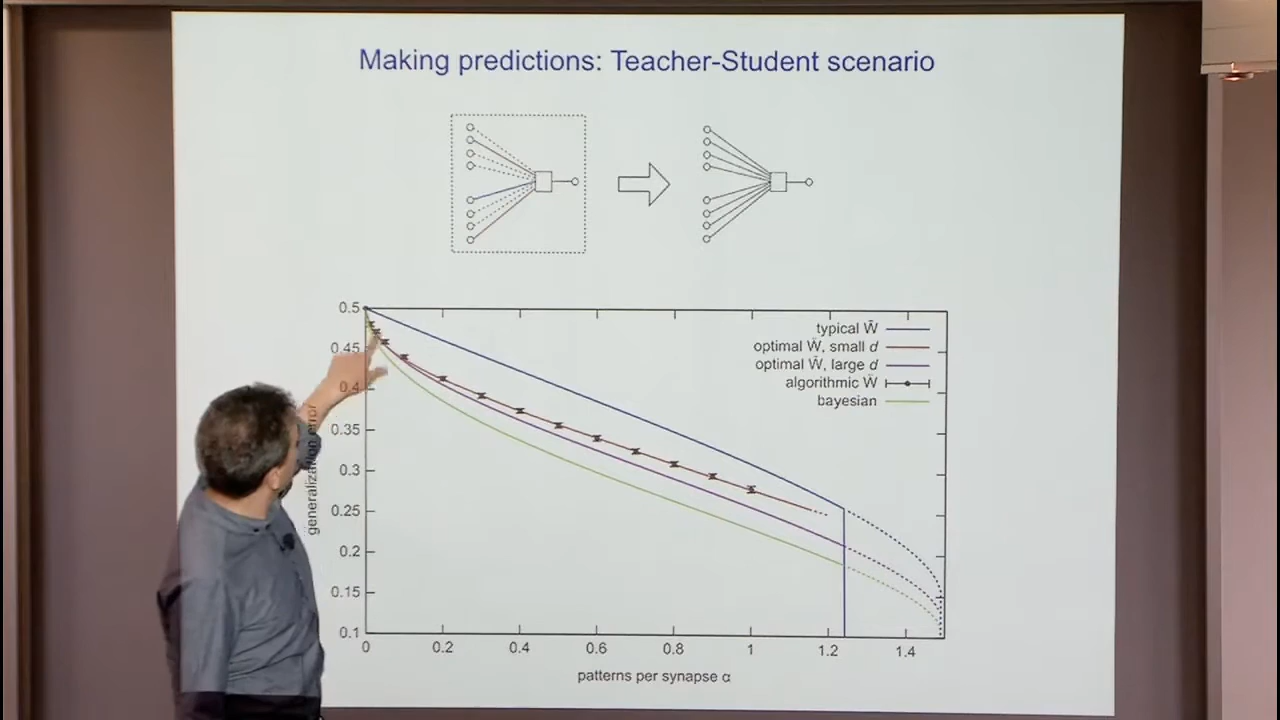 Making predictions: Teacher-Student scenario
0.5
0.45
0.4
0.35
0.3
0.25
0.2
0.15
0.1
generalization error
typical W̃
optimal W̃, small d
optimal W̃, large d
algorithmic W̃
bayesian
0 0.2 0.4 0.6 0.8 1 1.2 1.4
patterns per synapse α